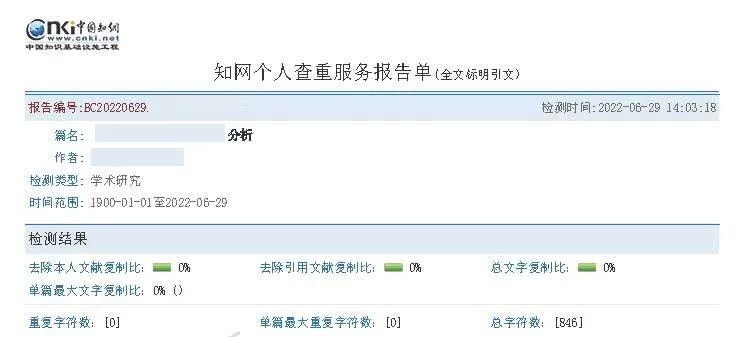 cnki中国知网
www.cnki.net
中国知识基础设施工程
知网个人查重服务报告单(全文标明引文)
报告编号:BC20220629. 检测时间:2022-06-29 14:03:18
篇名: 分析
作者:
检测类型: 学术研究
时间范围: 1900-01-01至2022-06-29
检测结果
去除本人文献复制比: 0% 去除引用文献复制比: 0% 总文字复制比: 0%
单篇最大文字复制比: 0% ()
重复字符数: [0] 单篇最大重复字符数: [0] 总字符数: [846]